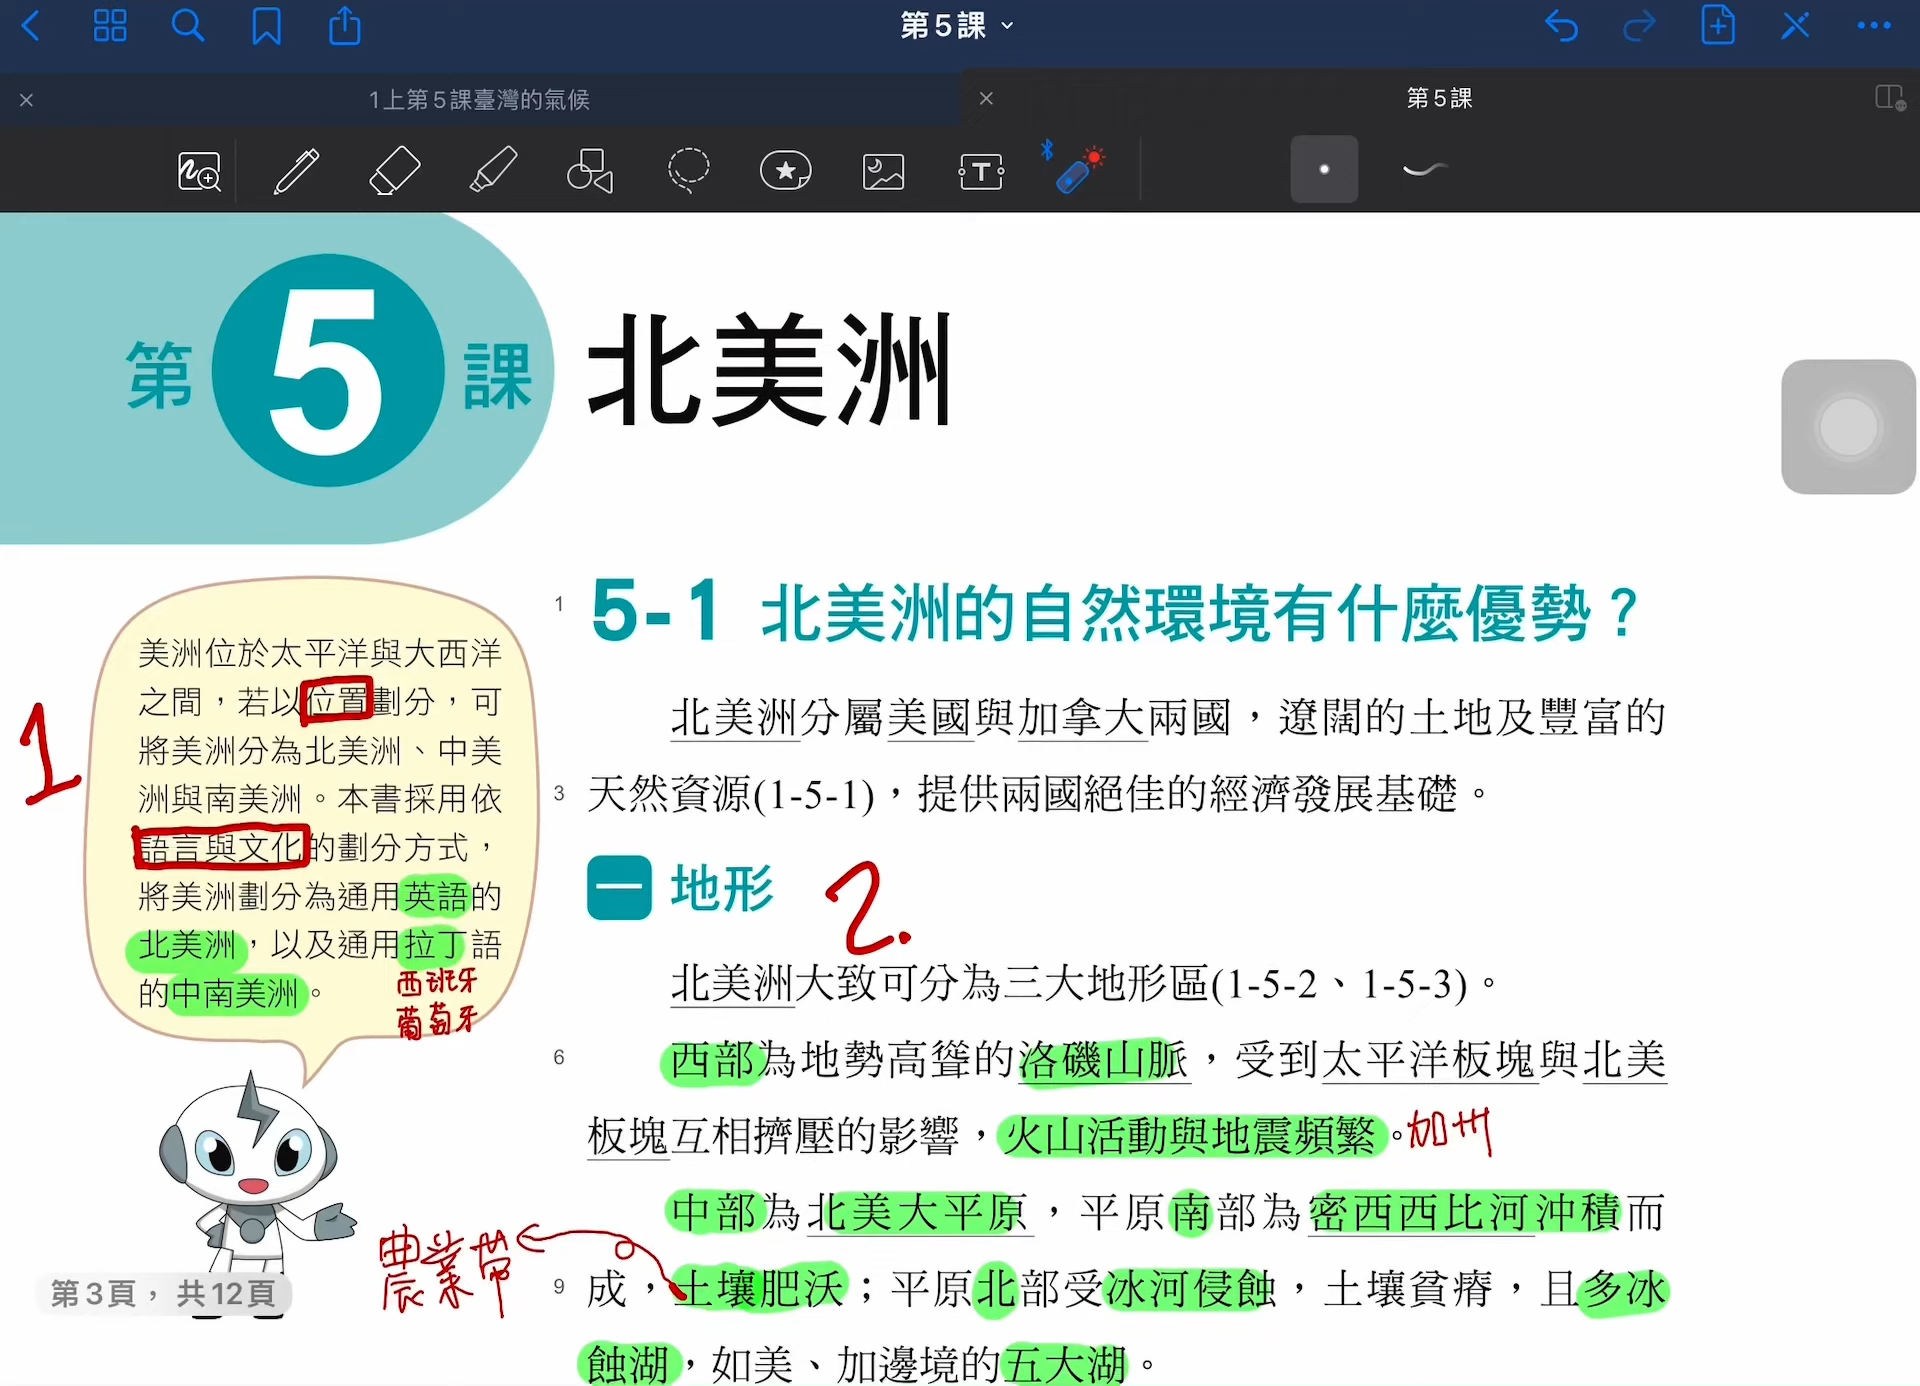 第5課
1上第5課臺灣的氣候
第5課
第5課
北美洲
美洲位於太平洋與大西洋
之間，若以位置劃分，可
將美洲分為北美洲、中美
洲與南美洲。本書採用依
語言與文化的劃分方式，
將美洲劃分為通用英語的
北美洲，以及通用拉丁語
的中南美洲。
西班牙
葡萄牙
1
1
5-1 北美洲的自然環境有什麼優勢？
北美洲分屬美國與加拿大兩國，遼闊的土地及豐富的
3 天然資源(1-5-1)，提供兩國絕佳的經濟發展基礎。
一 地形 2.
北美洲大致可分為三大地形區(1-5-2、1-5-3)。
6 西部為地勢高聳的洛磯山脈，受到太平洋板塊與北美
板塊互相擠壓的影響，火山活動與地震頻繁。加州
中部為北美大平原，平原南部為密西西比河沖積而
農業帶
9 成，土壤肥沃；平原北部受冰河侵蝕，土壤貧瘠，且多冰
蝕湖，如美、加邊境的五大湖。
第3頁，共12頁